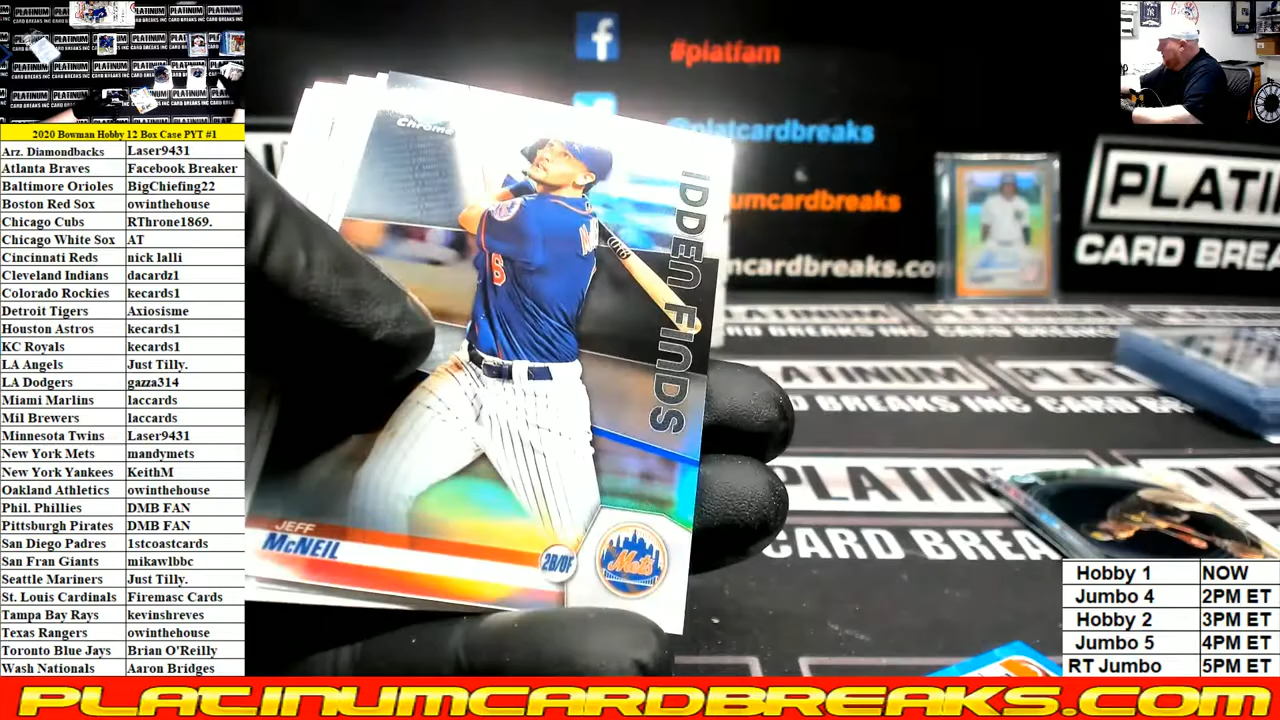 2020 Bowman Hobby 12 Box Case PYT #1
Arz. Diamondbacks Laser9431
Atlanta Braves Facebook Breaker
Baltimore Orioles BigChiefing22
Boston Red Sox owinthehouse
Chicago Cubs RThrone1869.
Chicago White Sox AT
Cincinnati Reds nick lalli
Cleveland Indians dacardz1
Colorado Rockies kecards1
Detroit Tigers Axiosisme
Houston Astros kecards1
KC Royals kecards1
LA Angels Just Tilly.
LA Dodgers gazza314
Miami Marlins laccards
Mil Brewers laccards
Minnesota Twins Laser9431
New York Mets mandymets
New York Yankees KeithM
Oakland Athletics owinthehouse
Phil. Phillies DMB FAN
Pittsburgh Pirates DMB FAN
San Diego Padres 1stcoastcards
San Fran Giants mikawlbbc
Seattle Mariners Just Tilly.
St. Louis Cardinals Firemasc Cards
Tampa Bay Rays kevinshreves
Texas Rangers owinthehouse
Toronto Blue Jays Brian O'Reilly
Wash Nationals Aaron Bridges
Chrome
IDDEN FINDS
6
JEFF
McNEIL
2B/OF
Mets
f
#platfam
@platcardbreaks
umcardbreaks
mcardbreaks.co
PLATINU
CARD BREA
PLATINUM
CARD BREAKS INC
Hobby 1 NOW
Jumbo 4 2PM ET
Hobby 2 3PM ET
Jumbo 5 4PM ET
RT Jumbo 5PM ET
PLATINUMCARDBREAKS.COM